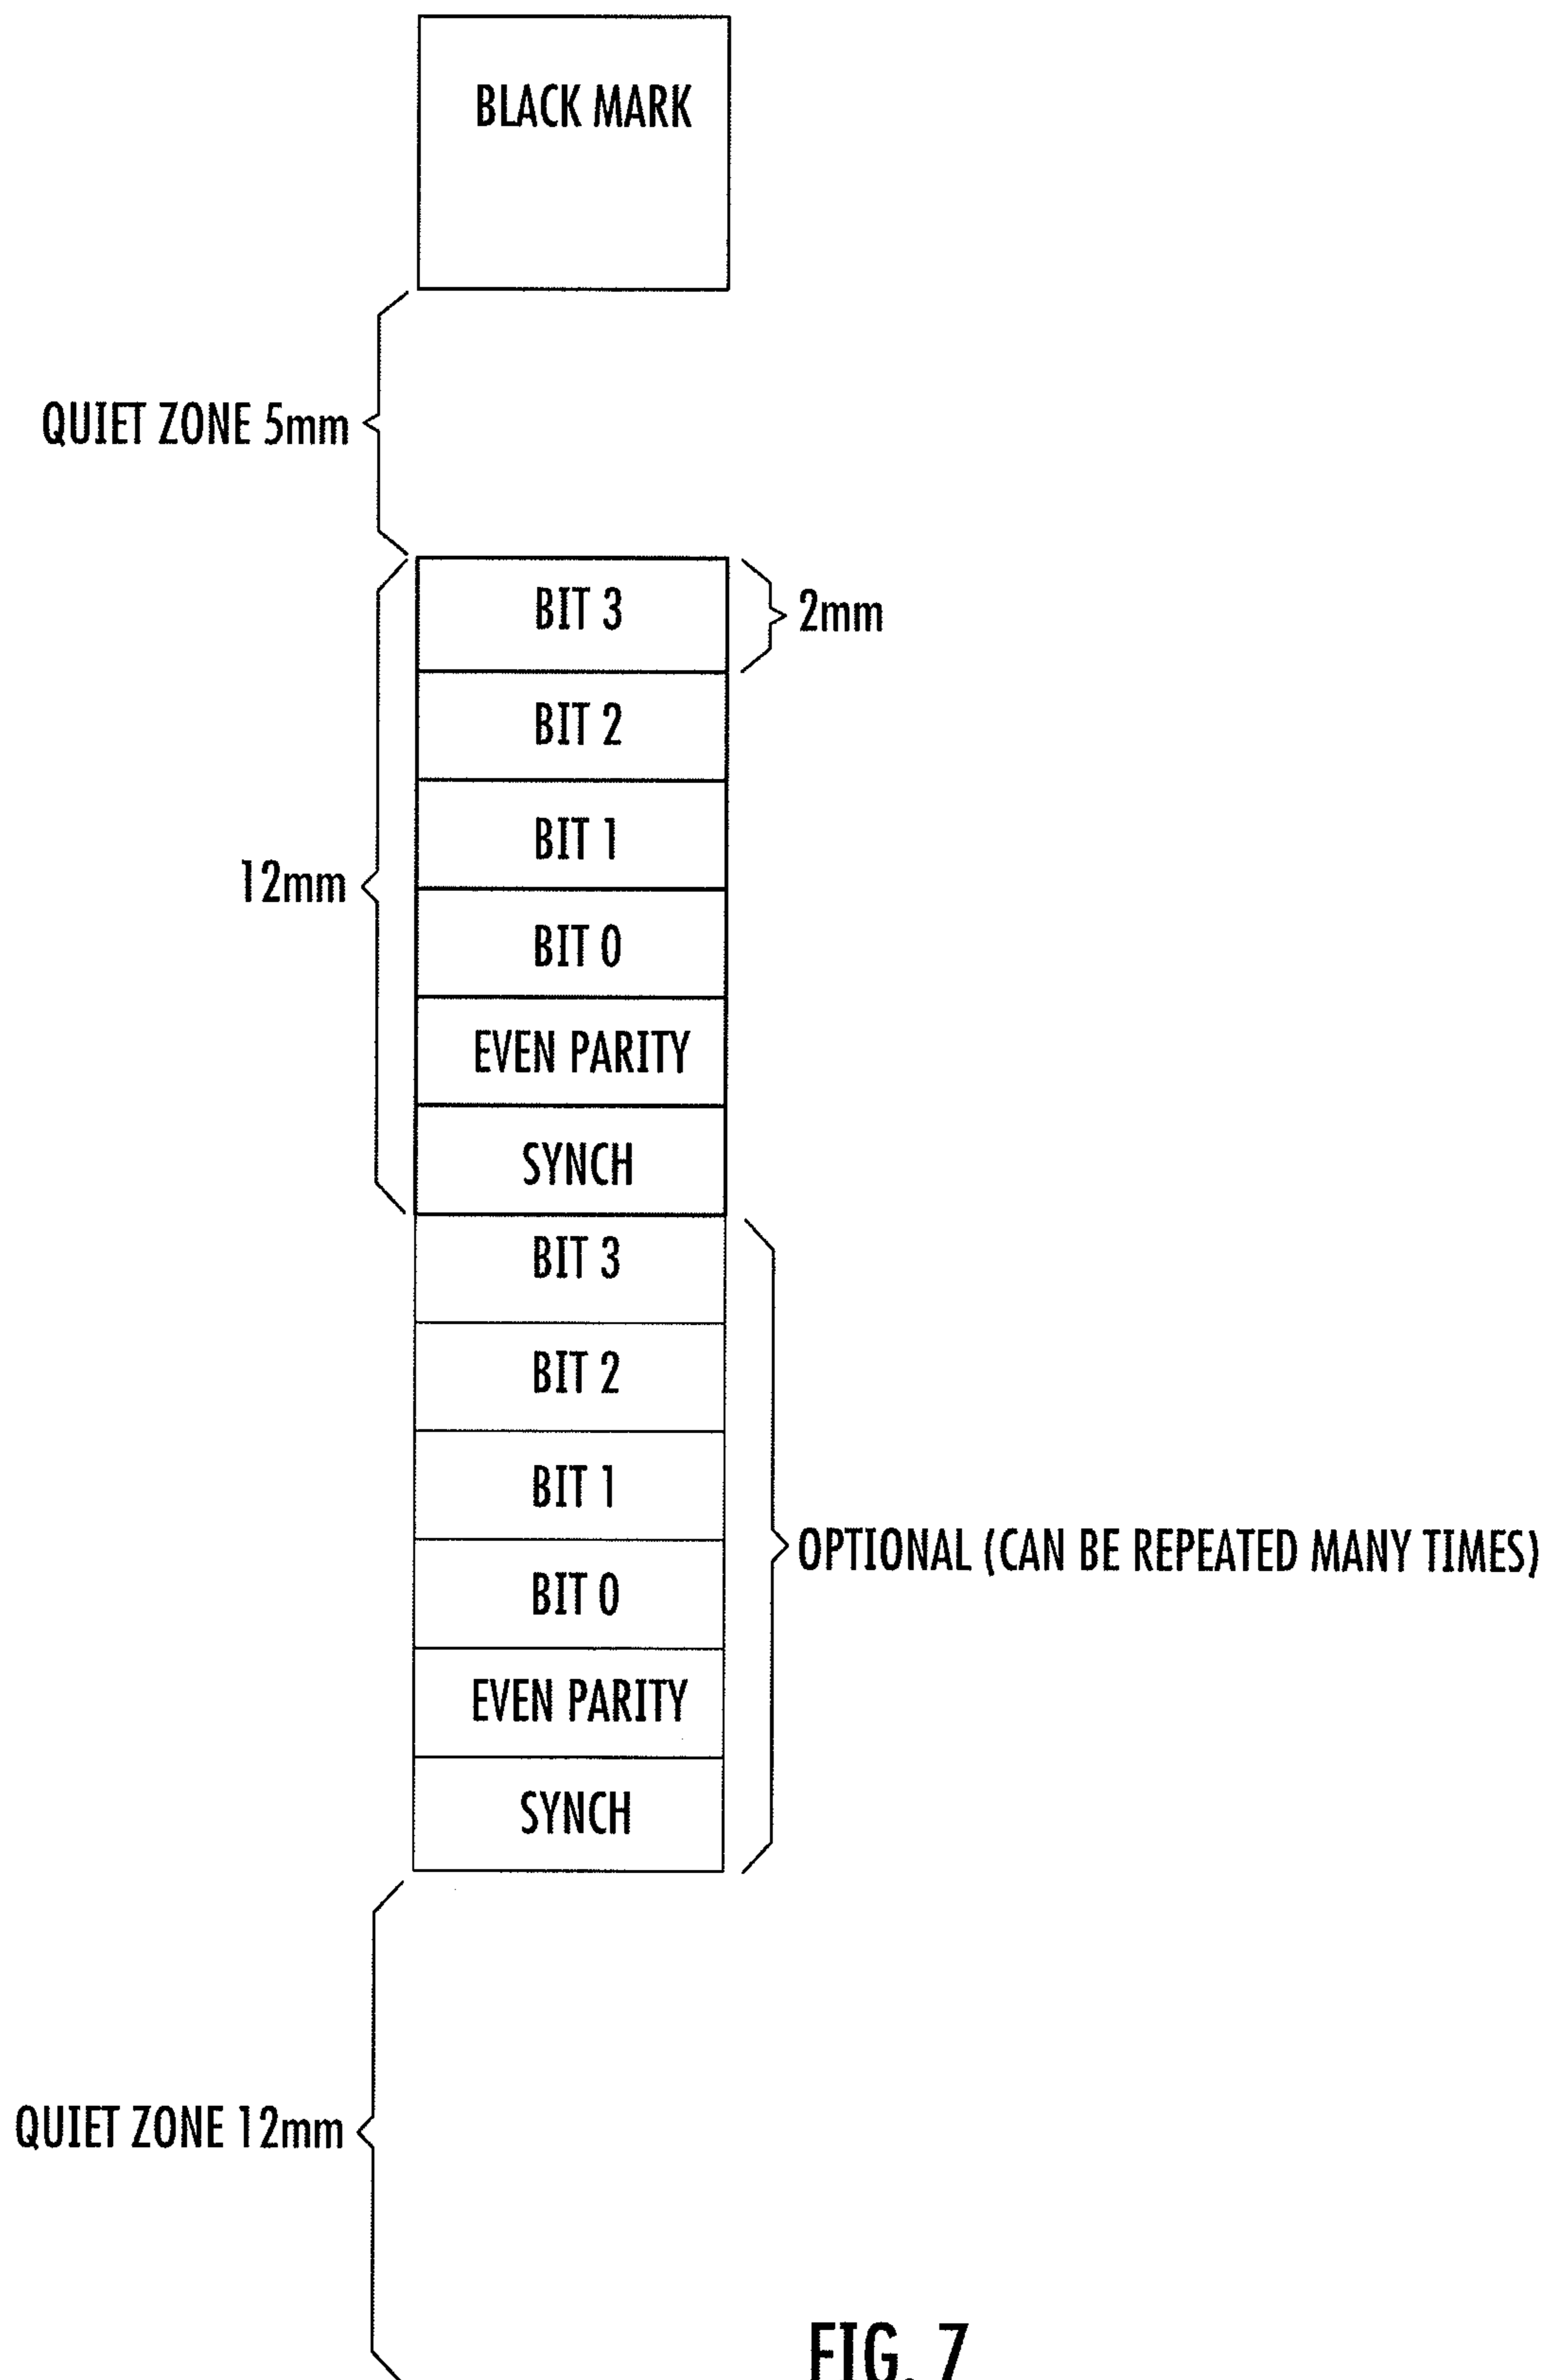 BLACK MARK
QUIET ZONE 5mm
BIT 3
2mm
BIT 2
BIT 1
12mm
BIT 0
EVEN PARITY
SYNCH
BIT 3
BIT 2
BIT 1
OPTIONAL (CAN BE REPEATED MANY TIMES)
BIT 0
EVEN PARITY
SYNCH
QUIET ZONE 12mm
FIG. 7